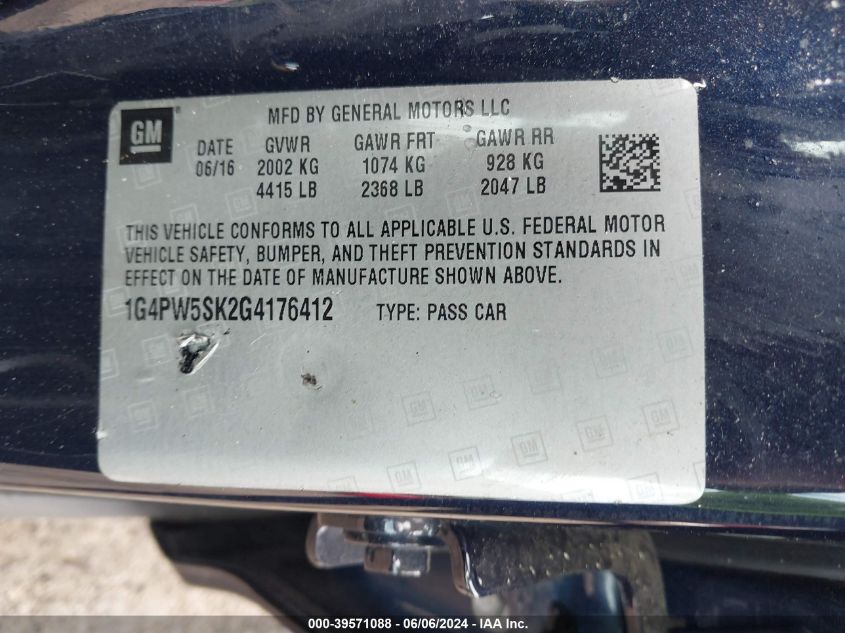 GM
MFD BY GENERAL MOTORS LLC
DATE GVWR GAWR FRT GAWR RR
06/16 2002 KG 1074 KG 928 KG
4415 LB 2368 LB 2047 LB
THIS VEHICLE CONFORMS TO ALL APPLICABLE U.S. FEDERAL MOTOR
VEHICLE SAFETY, BUMPER, AND THEFT PREVENTION STANDARDS IN
EFFECT ON THE DATE OF MANUFACTURE SHOWN ABOVE.
1G4PW5SK2G4176412 TYPE: PASS CAR
000-39571088 - 06/06/2024 - IAA Inc.